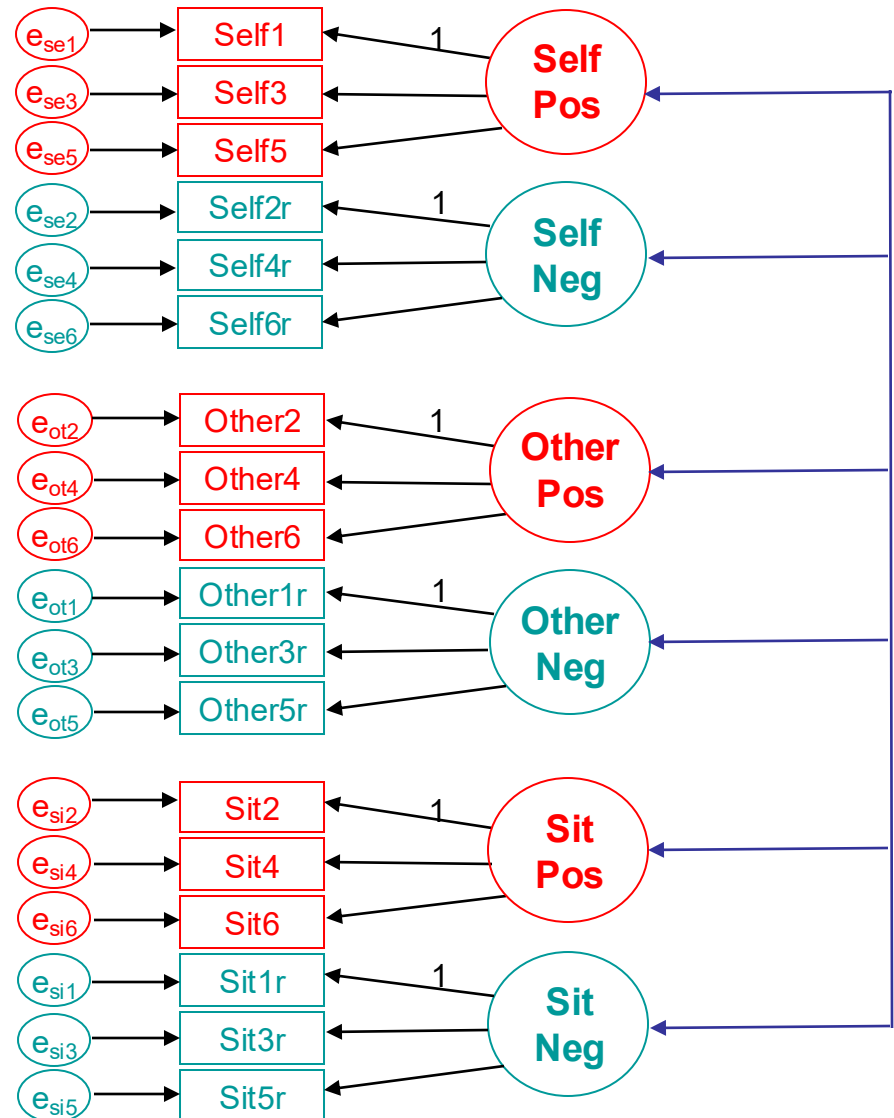 e_se1 Self1 1 Self
e_se3 Self3 Pos
e_se5 Self5
e_se2 Self2r 1 Self
e_se4 Self4r Neg
e_se6 Self6r
e_ot2 Other2 1 Other
e_ot4 Other4 Pos
e_ot6 Other6
e_ot1 Other1r 1 Other
e_ot3 Other3r Neg
e_ot5 Other5r
e_si2 Sit2 1 Sit
e_si4 Sit4 Pos
e_si6 Sit6
e_si1 Sit1r 1 Sit
e_si3 Sit3r Neg
e_si5 Sit5r